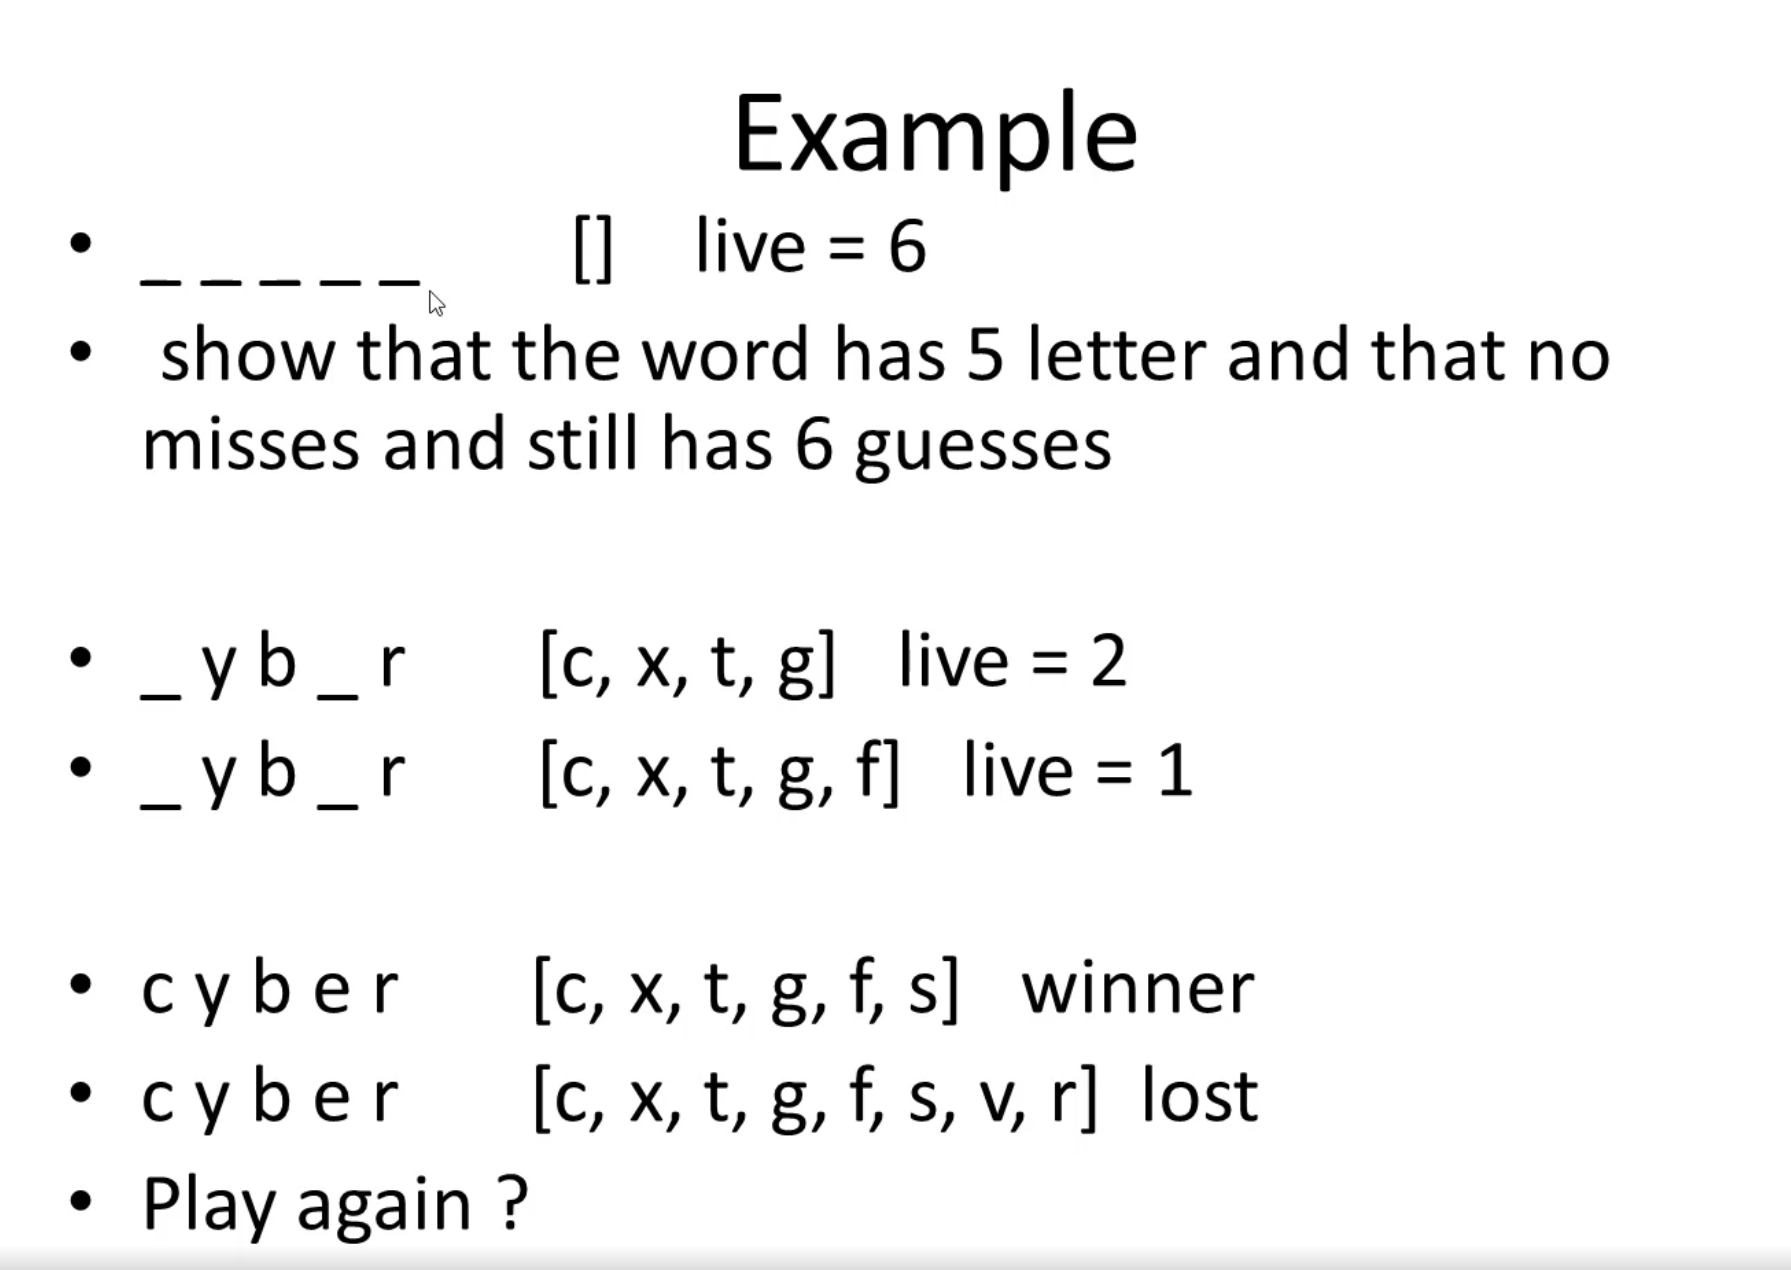 Example
• _ _ _ _ _ [] live = 6
• show that the word has 5 letter and that no
misses and still has 6 guesses
• _ y b _ r [c, x, t, g] live = 2
• _ y b _ r [c, x, t, g, f] live = 1
• c y b e r [c, x, t, g, f, s] winner
• c y b e r [c, x, t, g, f, s, v, r] lost
• Play again ?